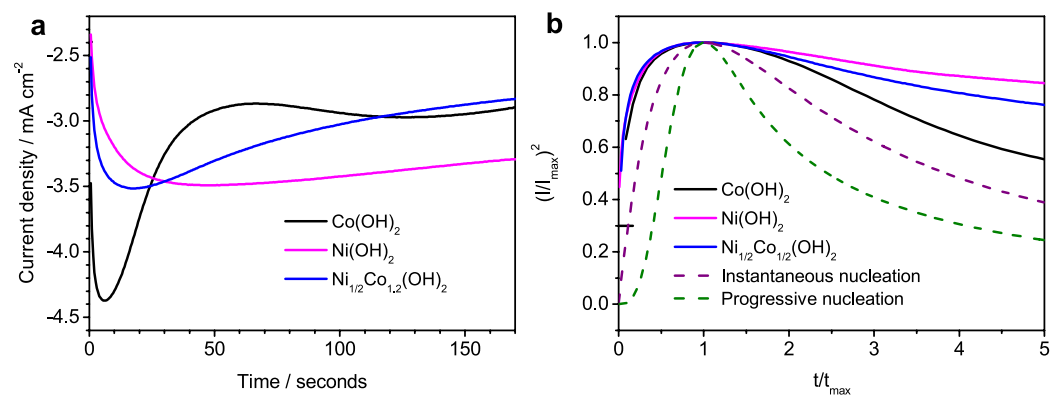 a
Current density / mA cm⁻²
-2.5
-3.0
-3.5
-4.0
-4.5
0
50
100
150
Time / seconds
Co(OH)₂
Ni(OH)₂
Ni₁/₂Co₁.₂(OH)₂
b
(I/Iₘₐₓ)²
1.0
0.8
0.6
0.4
0.2
0.0
0
1
2
3
4
5
t/tₘₐₓ
Co(OH)₂
Ni(OH)₂
Ni₁/₂Co₁/₂(OH)₂
Instantaneous nucleation
Progressive nucleation